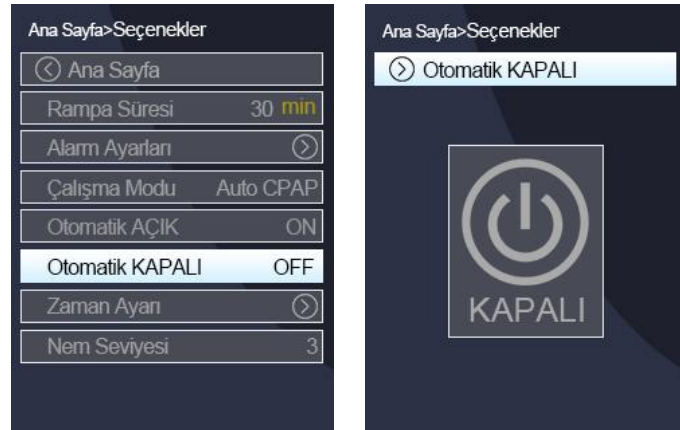 Ana Sayfa>Seçenekler
Ana Sayfa
Rampa Süresi 30 min
Alarm Ayarları
Çalışma Modu Auto CPAP
Otomatik AÇIK ON
Otomatik KAPALI OFF
Zaman Ayarı
Nem Seviyesi 3
Ana Sayfa>Seçenekler
Otomatik KAPALI
KAPALI